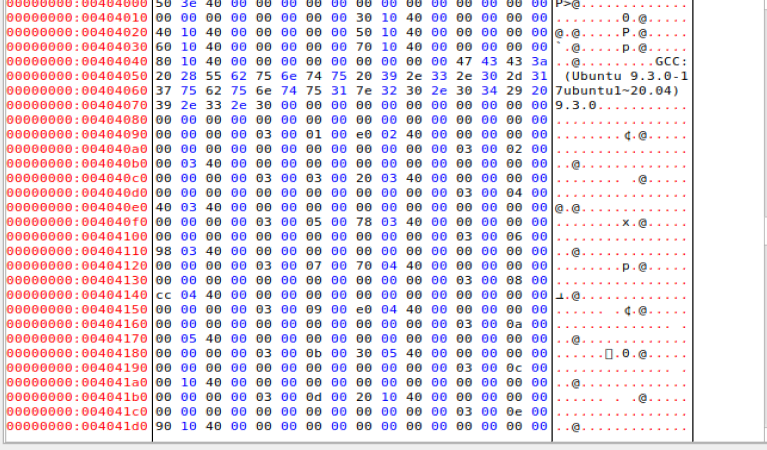 00000000:00404000 50 3e 40 00 00 00 00 00 00 00 00 00 00 00 00 00 P>@.............
00000000:00404010 00 00 00 00 00 00 00 00 30 10 40 00 00 00 00 00 ........0.@.....
00000000:00404020 40 10 40 00 00 00 00 00 50 10 40 00 00 00 00 00 @.@.....P.@.....
00000000:00404030 60 10 40 00 00 00 00 00 70 10 40 00 00 00 00 00 `.@.....p.@.....
00000000:00404040 80 10 40 00 00 00 00 00 00 00 00 00 47 43 43 3a ..@.........GCC:
00000000:00404050 20 28 55 62 75 6e 74 75 20 39 2e 33 2e 30 2d 31 (Ubuntu 9.3.0-1
00000000:00404060 37 75 62 75 6e 74 75 31 7e 32 30 2e 30 34 29 20 7ubuntu1~20.04)
00000000:00404070 39 2e 33 2e 30 00 00 00 00 00 00 00 00 00 00 00 9.3.0...........
00000000:00404080 00 00 00 00 00 00 00 00 00 00 00 00 00 00 00 00 ................
00000000:00404090 00 00 00 00 03 00 01 00 e0 02 40 00 00 00 00 00 ........¢.@.....
00000000:004040a0 00 00 00 00 00 00 00 00 00 00 00 00 03 00 02 00 ................
00000000:004040b0 00 03 40 00 00 00 00 00 00 00 00 00 00 00 00 00 ..@.............
00000000:004040c0 00 00 00 00 03 00 03 00 20 03 40 00 00 00 00 00 ........ .@.....
00000000:004040d0 00 00 00 00 00 00 00 00 00 00 00 00 03 00 04 00 ................
00000000:004040e0 40 03 40 00 00 00 00 00 00 00 00 00 00 00 00 00 @.@.............
00000000:004040f0 00 00 00 00 03 00 05 00 78 03 40 00 00 00 00 00 ........x.@.....
00000000:00404100 00 00 00 00 00 00 00 00 00 00 00 00 03 00 06 00 ................
00000000:00404110 98 03 40 00 00 00 00 00 00 00 00 00 00 00 00 00 ..@.............
00000000:00404120 00 00 00 00 03 00 07 00 70 04 40 00 00 00 00 00 ........p.@.....
00000000:00404130 00 00 00 00 00 00 00 00 00 00 00 00 03 00 08 00 ................
00000000:00404140 cc 04 40 00 00 00 00 00 00 00 00 00 00 00 00 00 .@.............
00000000:00404150 00 00 00 00 03 00 09 00 e0 04 40 00 00 00 00 00 ...... .¢.@.....
00000000:00404160 00 00 00 00 00 00 00 00 00 00 00 00 03 00 0a 00 .............. .
00000000:00404170 00 05 40 00 00 00 00 00 00 00 00 00 00 00 00 00 ..@.............
00000000:00404180 00 00 00 00 03 00 0b 00 30 05 40 00 00 00 00 00 ...... .0.@.....
00000000:00404190 00 00 00 00 00 00 00 00 00 00 00 00 03 00 0c 00 .............. .
00000000:004041a0 00 10 40 00 00 00 00 00 00 00 00 00 00 00 00 00 ..@.............
00000000:004041b0 00 00 00 00 03 00 0d 00 20 10 40 00 00 00 00 00 ...... . .@.....
00000000:004041c0 00 00 00 00 00 00 00 00 00 00 00 00 03 00 0e 00 ................
00000000:004041d0 90 10 40 00 00 00 00 00 00 00 00 00 00 00 00 00 ..@.............